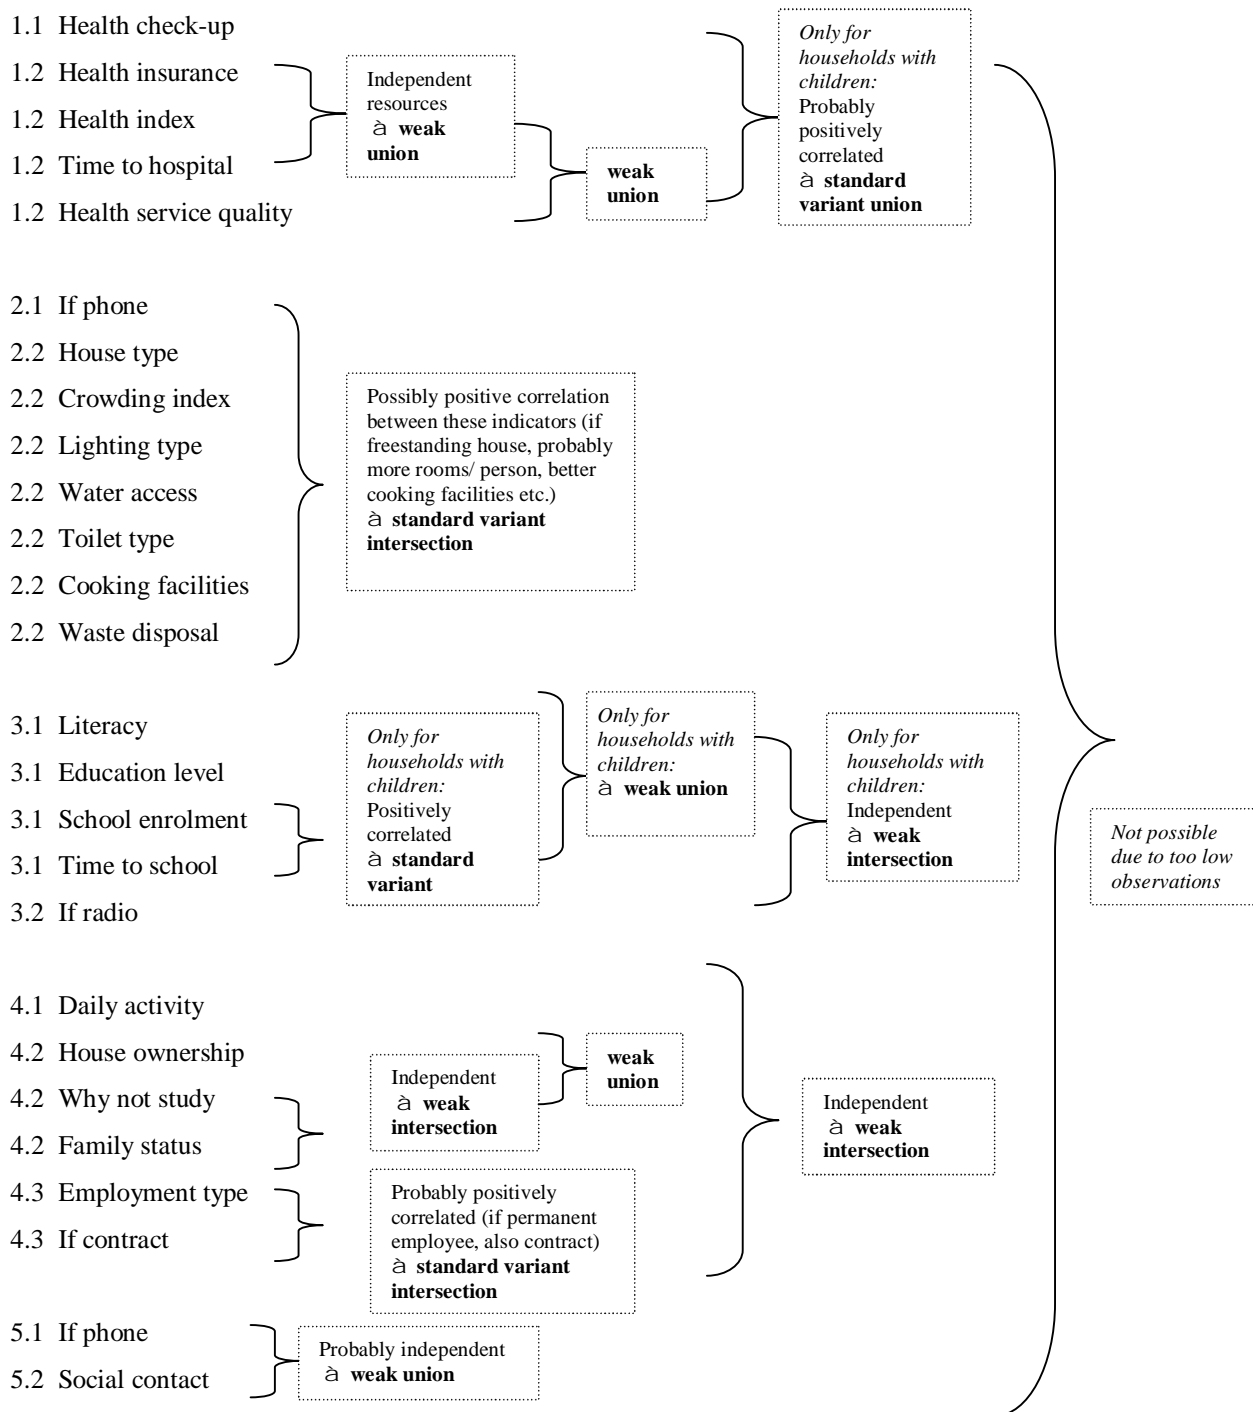 1.1 Health check-up
1.2 Health insurance
1.2 Health index
1.2 Time to hospital
1.2 Health service quality
Independent
resources
à weak
union
weak
union
Only for
households with
children:
Probably
positively
correlated
à standard
variant union
2.1 If phone
2.2 House type
2.2 Crowding index
2.2 Lighting type
2.2 Water access
2.2 Toilet type
2.2 Cooking facilities
2.2 Waste disposal
Possibly positive correlation
between these indicators (if
freestanding house, probably
more rooms/ person, better
cooking facilities etc.)
à standard variant
intersection
3.1 Literacy
3.1 Education level
3.1 School enrolment
3.1 Time to school
3.2 If radio
Only for
households with
children:
Positively
correlated
à standard
variant
Only for
households with
children:
à weak union
Only for
households with
children:
Independent
à weak
intersection
Not possible
due to too low
observations
4.1 Daily activity
4.2 House ownership
4.2 Why not study
4.2 Family status
4.3 Employment type
4.3 If contract
Independent
à weak
intersection
weak
union
Probably positively
correlated (if permanent
employee, also contract)
à standard variant
intersection
Independent
à weak
intersection
5.1 If phone
5.2 Social contact
Probably independent
à weak union